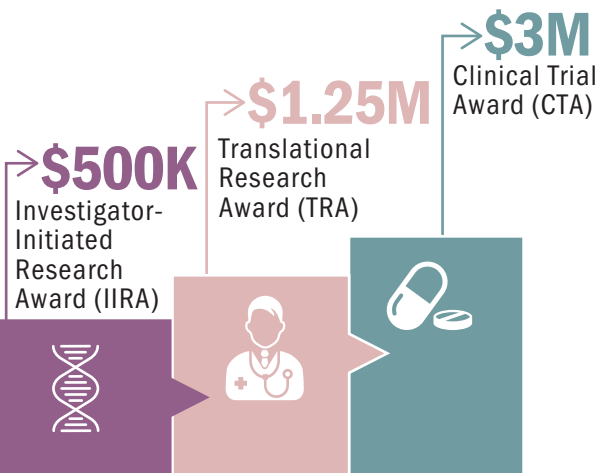 $500K
Investigator-
Initiated
Research
Award (IIRA)
$1.25M
Translational
Research
Award (TRA)
$3M
Clinical Trial
Award (CTA)